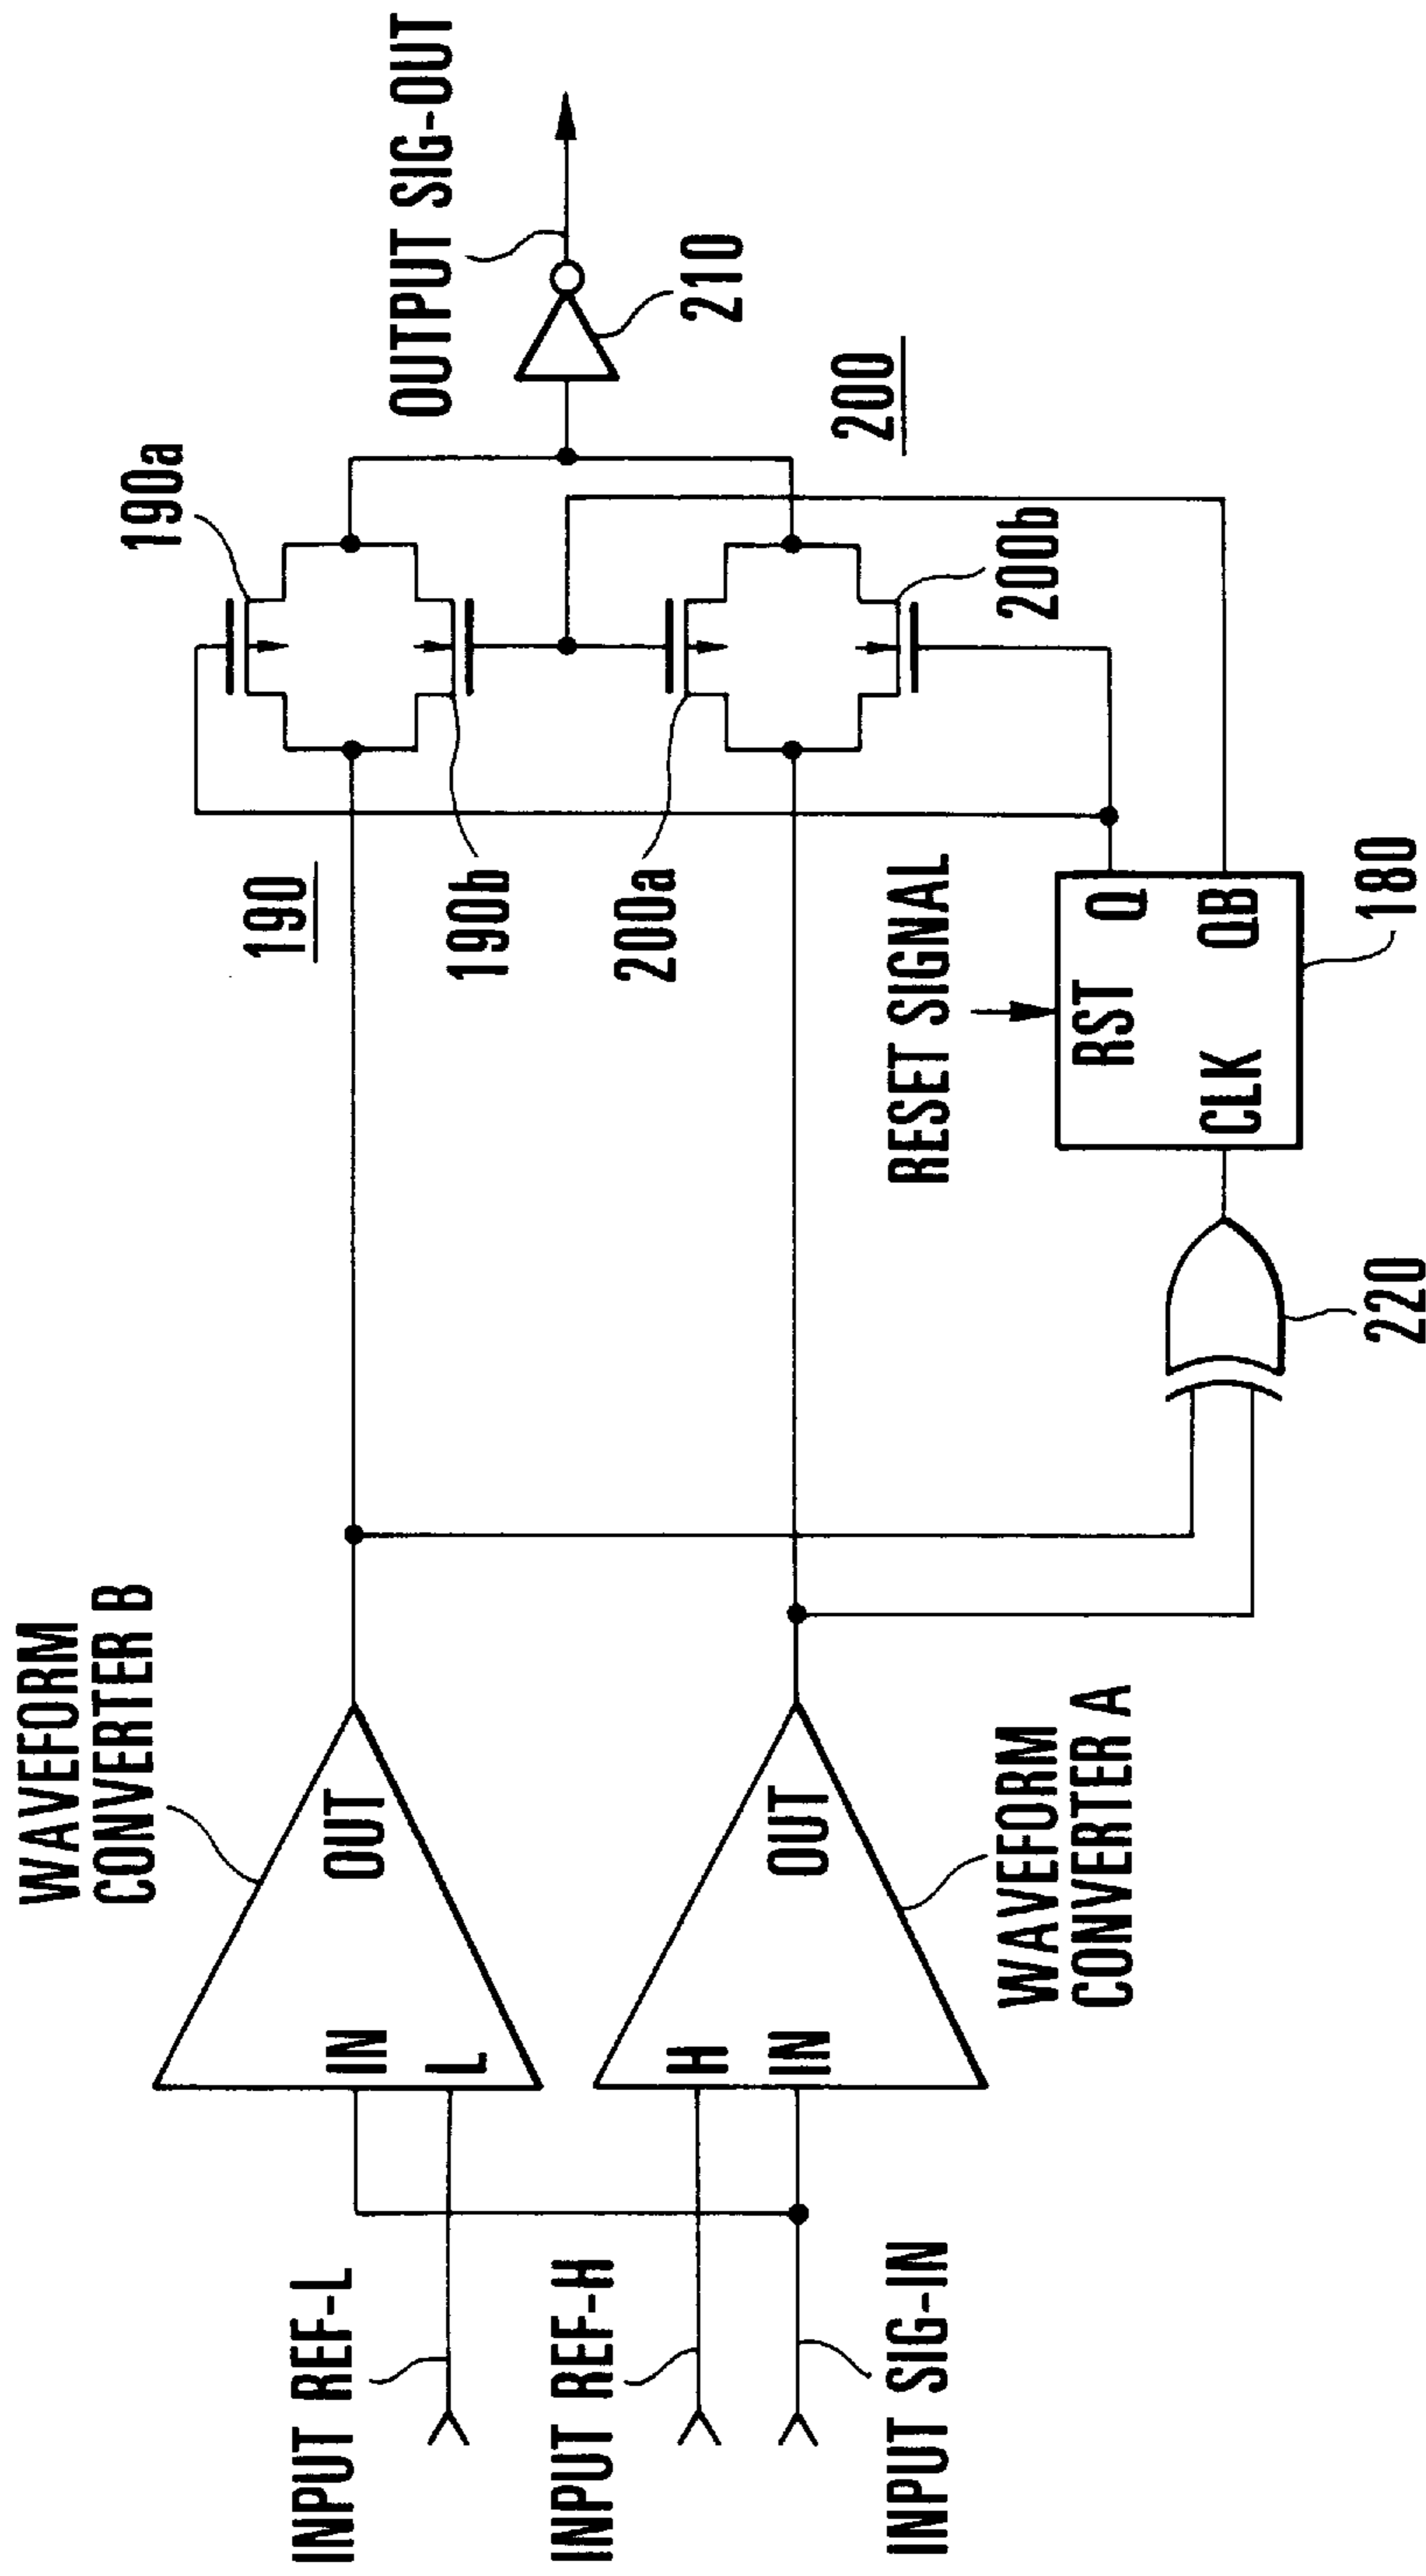 WAVEFORM
CONVERTER B
INPUT REF-L
IN
L
OUT
190
190a
190b
OUTPUT SIG-OUT
210
INPUT REF-H
INPUT SIG-IN
H
IN
OUT
WAVEFORM
CONVERTER A
200a
200
200b
RESET SIGNAL
RST
Q
CLK
QB
180
220